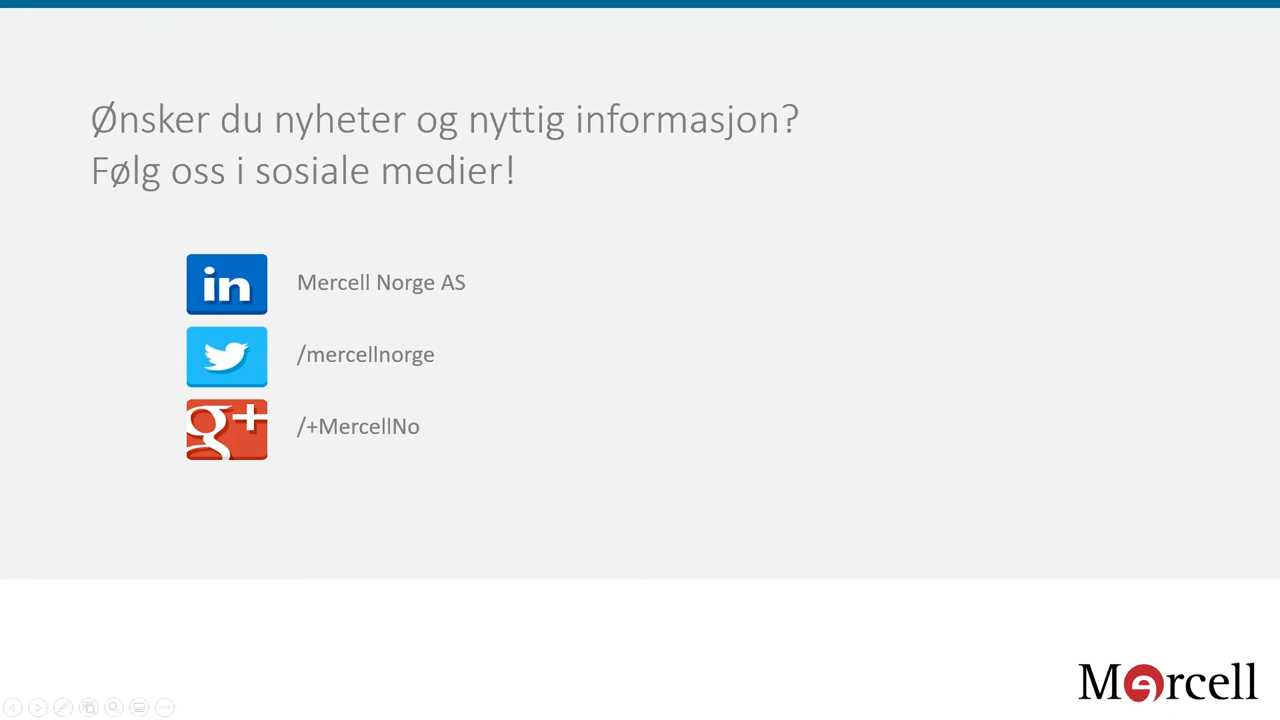 Ønsker du nyheter og nyttig informasjon?
Følg oss i sosiale medier!
in Mercell Norge AS
/mercellnorge
g+ /+MercellNo
Mercell